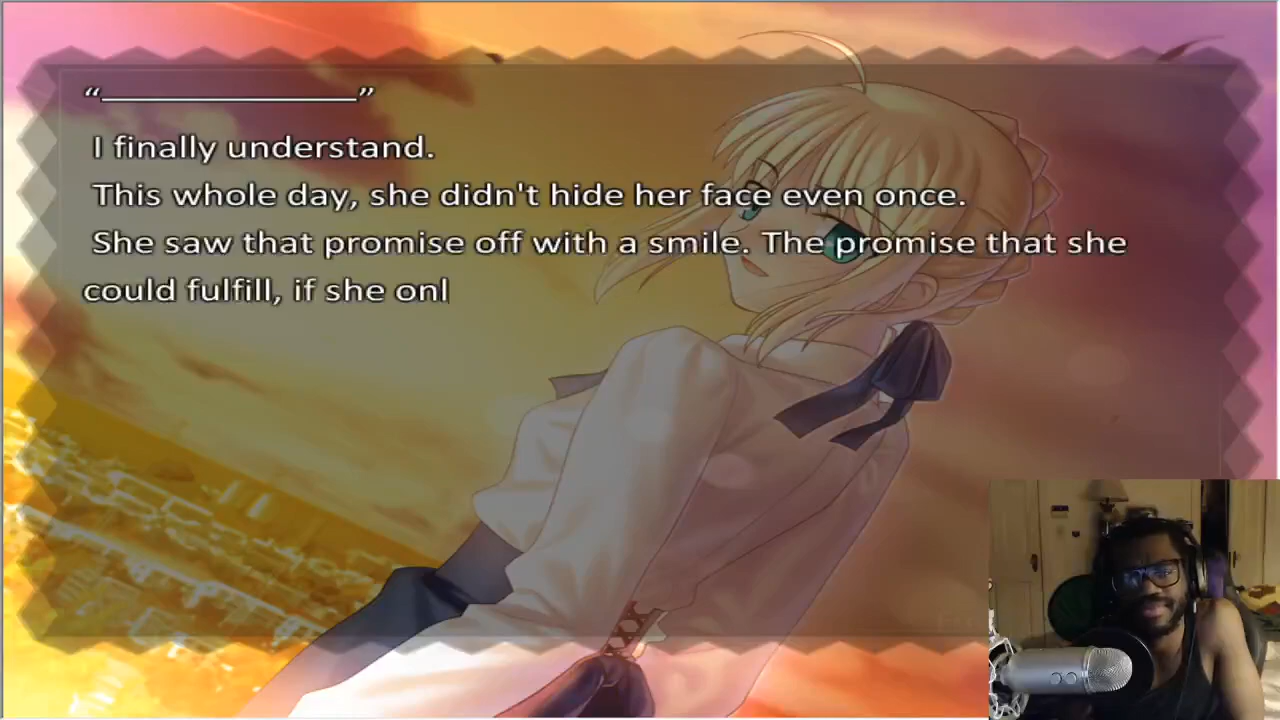 “——————————”
I finally understand.
This whole day, she didn't hide her face even once.
She saw that promise off with a smile. The promise that she
could fulfill, if she onl